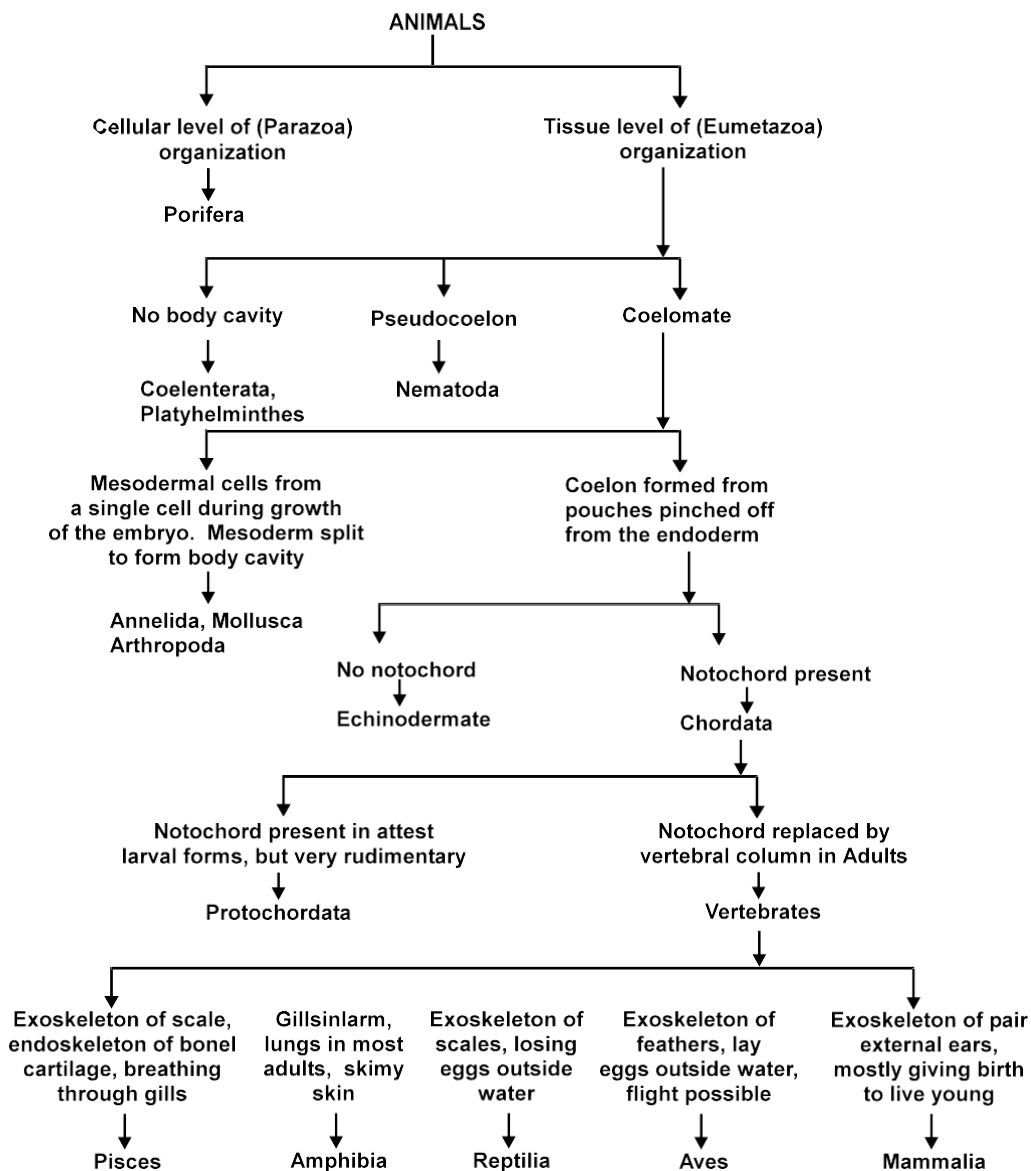 ANIMALS
Cellular level of (Parazoa)
organization
Tissue level of (Eumetazoa)
organization
Porifera
No body cavity
Pseudocoelon
Coelomate
Coelenterata,
Platyhelminthes
Nematoda
Mesodermal cells from
a single cell during growth
of the embryo. Mesoderm split
to form body cavity
Coelon formed from
pouches pinched off
from the endoderm
Annelida, Mollusca
Arthropoda
No notochord
Notochord present
Echinodermate
Chordata
Notochord present in attest
larval forms, but very rudimentary
Notochord replaced by
vertebral column in Adults
Protochordata
Vertebrates
Exoskeleton of scale,
endoskeleton of bonel
cartilage, breathing
through gills
Gillsinlarm,
lungs in most
adults, skimy
skin
Exoskeleton of
scales, losing
eggs outside
water
Exoskeleton of
feathers, lay
eggs outside water,
flight possible
Exoskeleton of pair
external ears,
mostly giving birth
to live young
Pisces
Amphibia
Reptilia
Aves
Mammalia